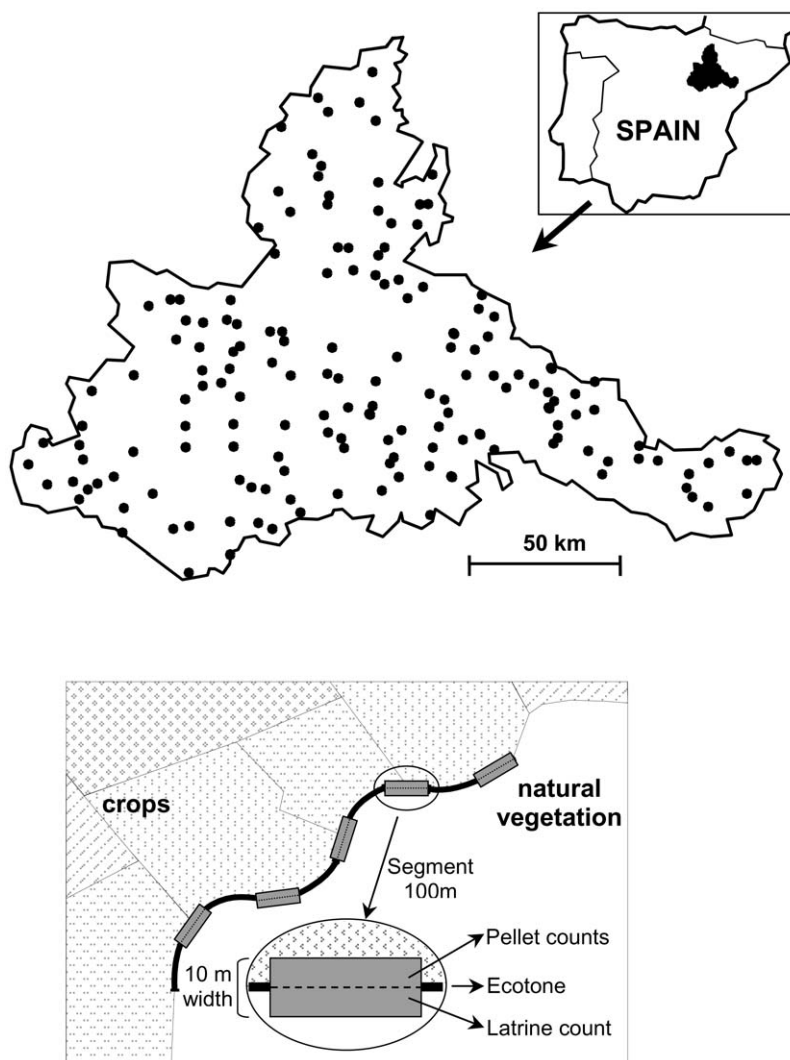 SPAIN
50 km
crops
natural
vegetation
Segment
100m
10 m
width
Pellet counts
Ecotone
Latrine count